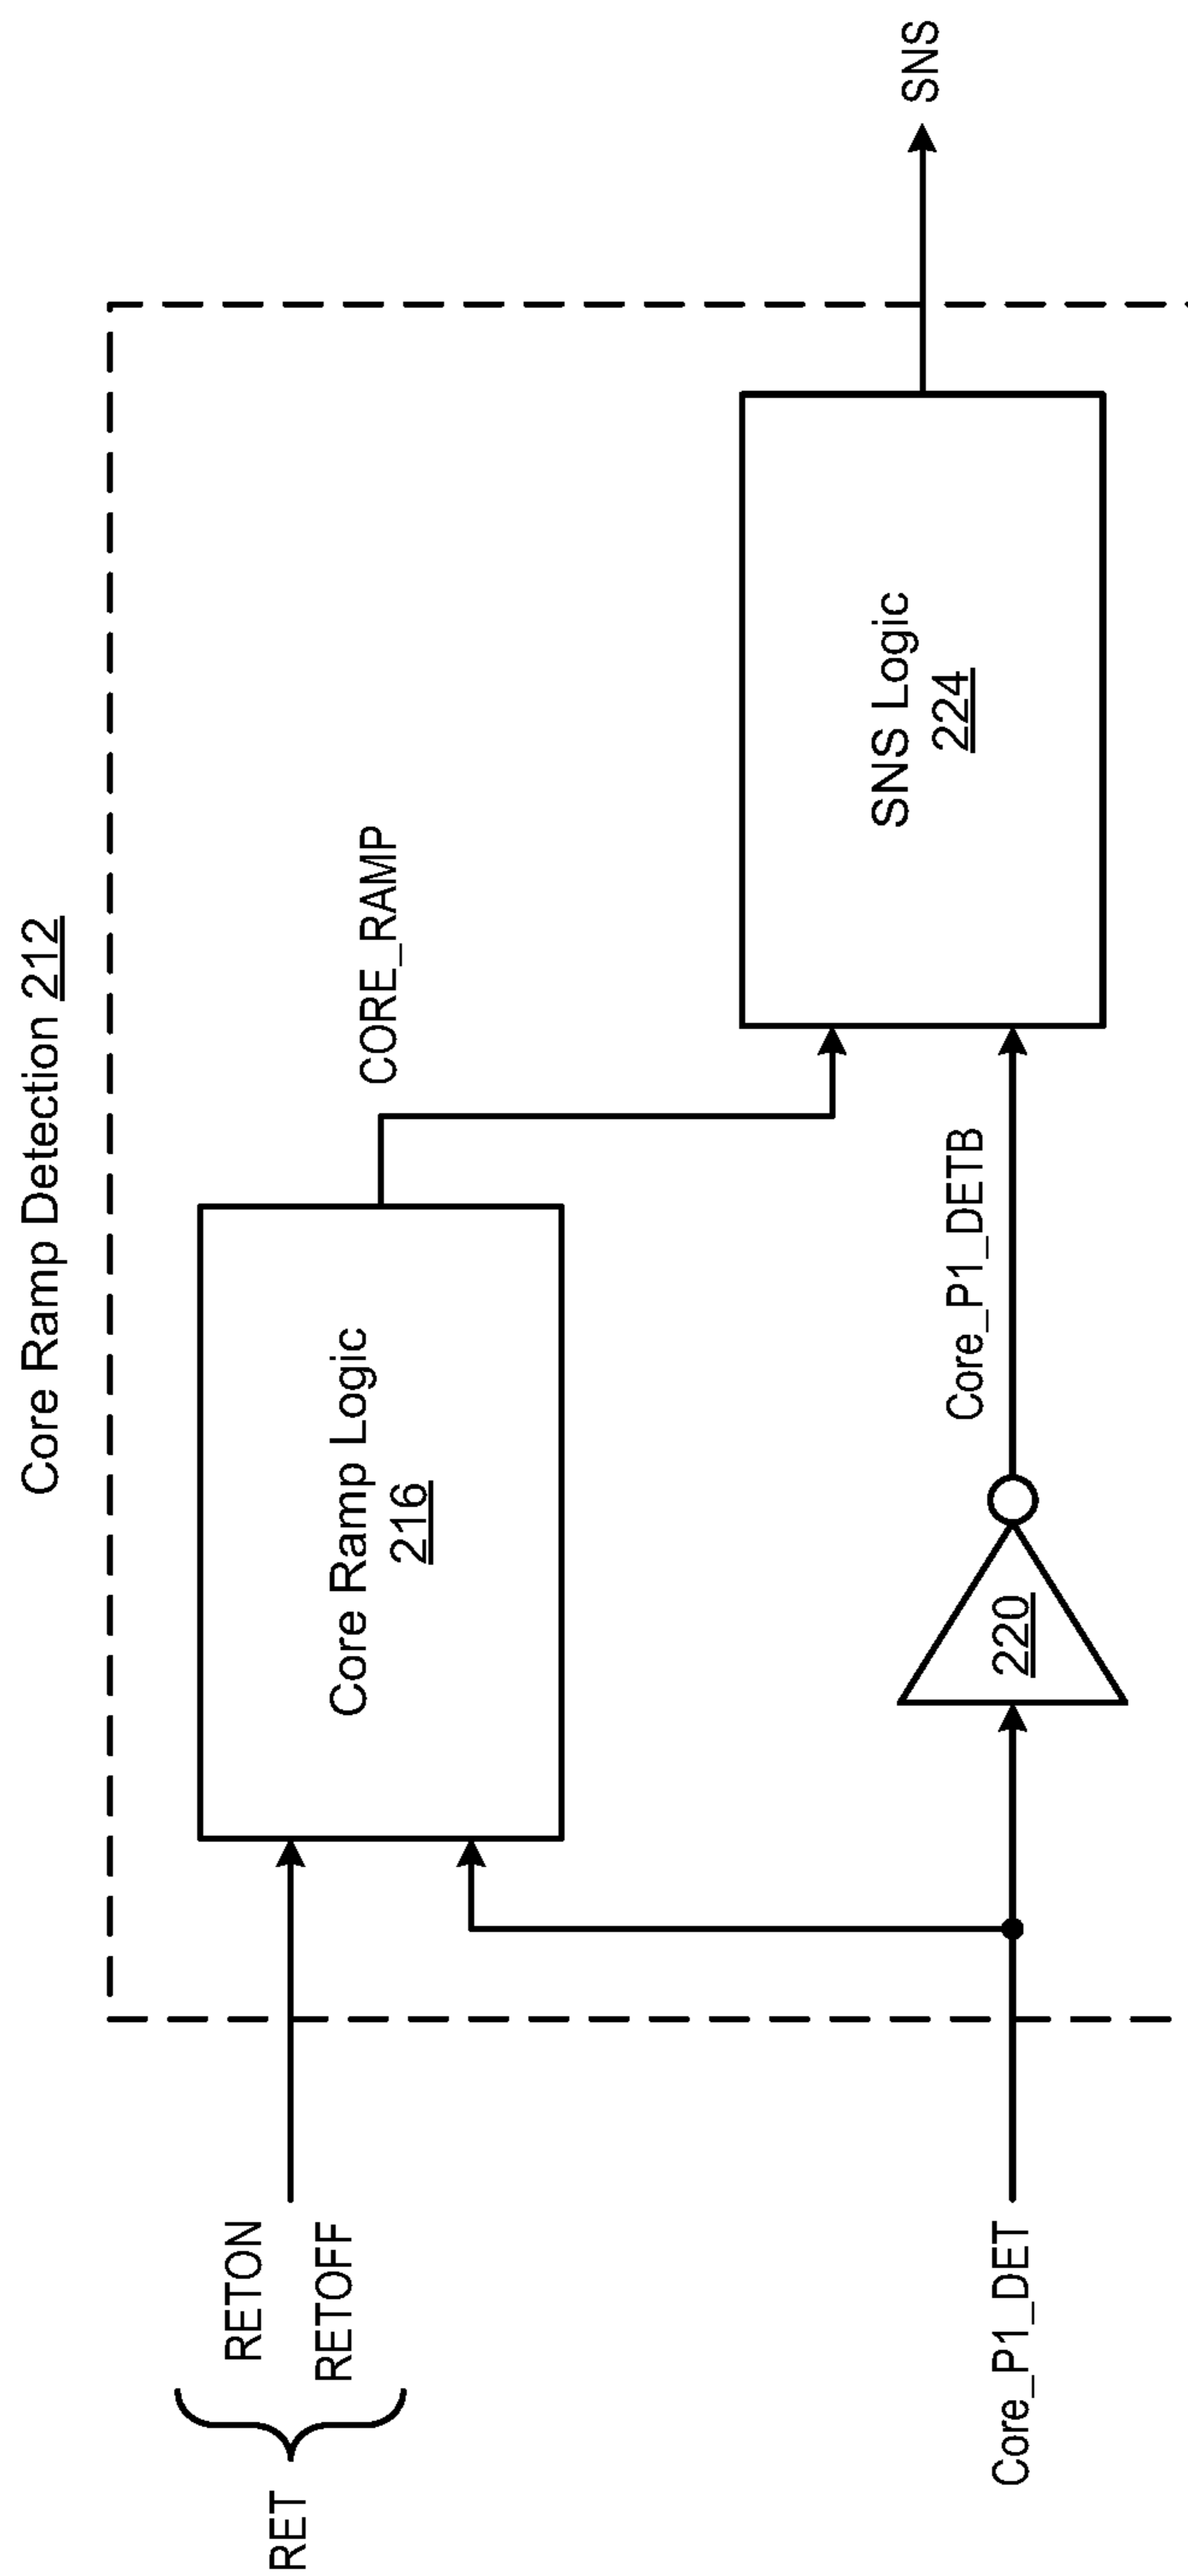 Core Ramp Detection 212
RET
RETON
RETOFF
Core Ramp Logic
216
CORE_RAMP
Core_P1_DET
220
Core_P1_DETB
SNS Logic
224
SNS